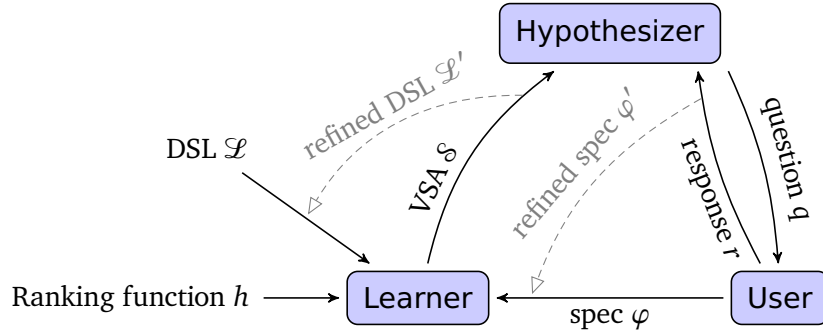 Hypothesizer
refined DSL ℒ′
question q
DSL ℒ
VSA 𝒮
refined spec φ′
response r
Ranking function h
Learner
spec φ
User